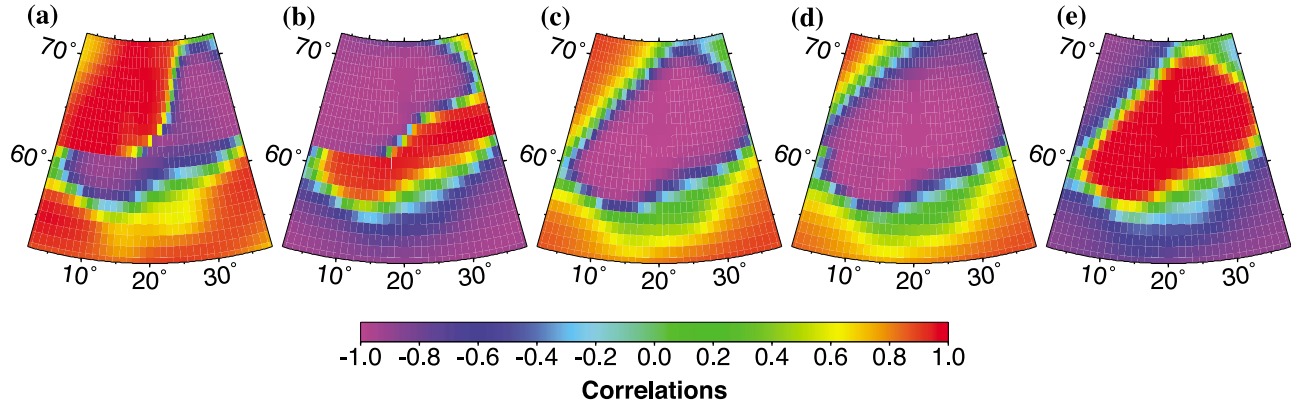 (a) (b) (c) (d) (e)
70° 70° 70° 70° 70°
60° 60° 60° 60° 60°
10° 20° 30° 10° 20° 30° 10° 20° 30° 10° 20° 30° 10° 20° 30°
-1.0 -0.8 -0.6 -0.4 -0.2 0.0 0.2 0.4 0.6 0.8 1.0
Correlations